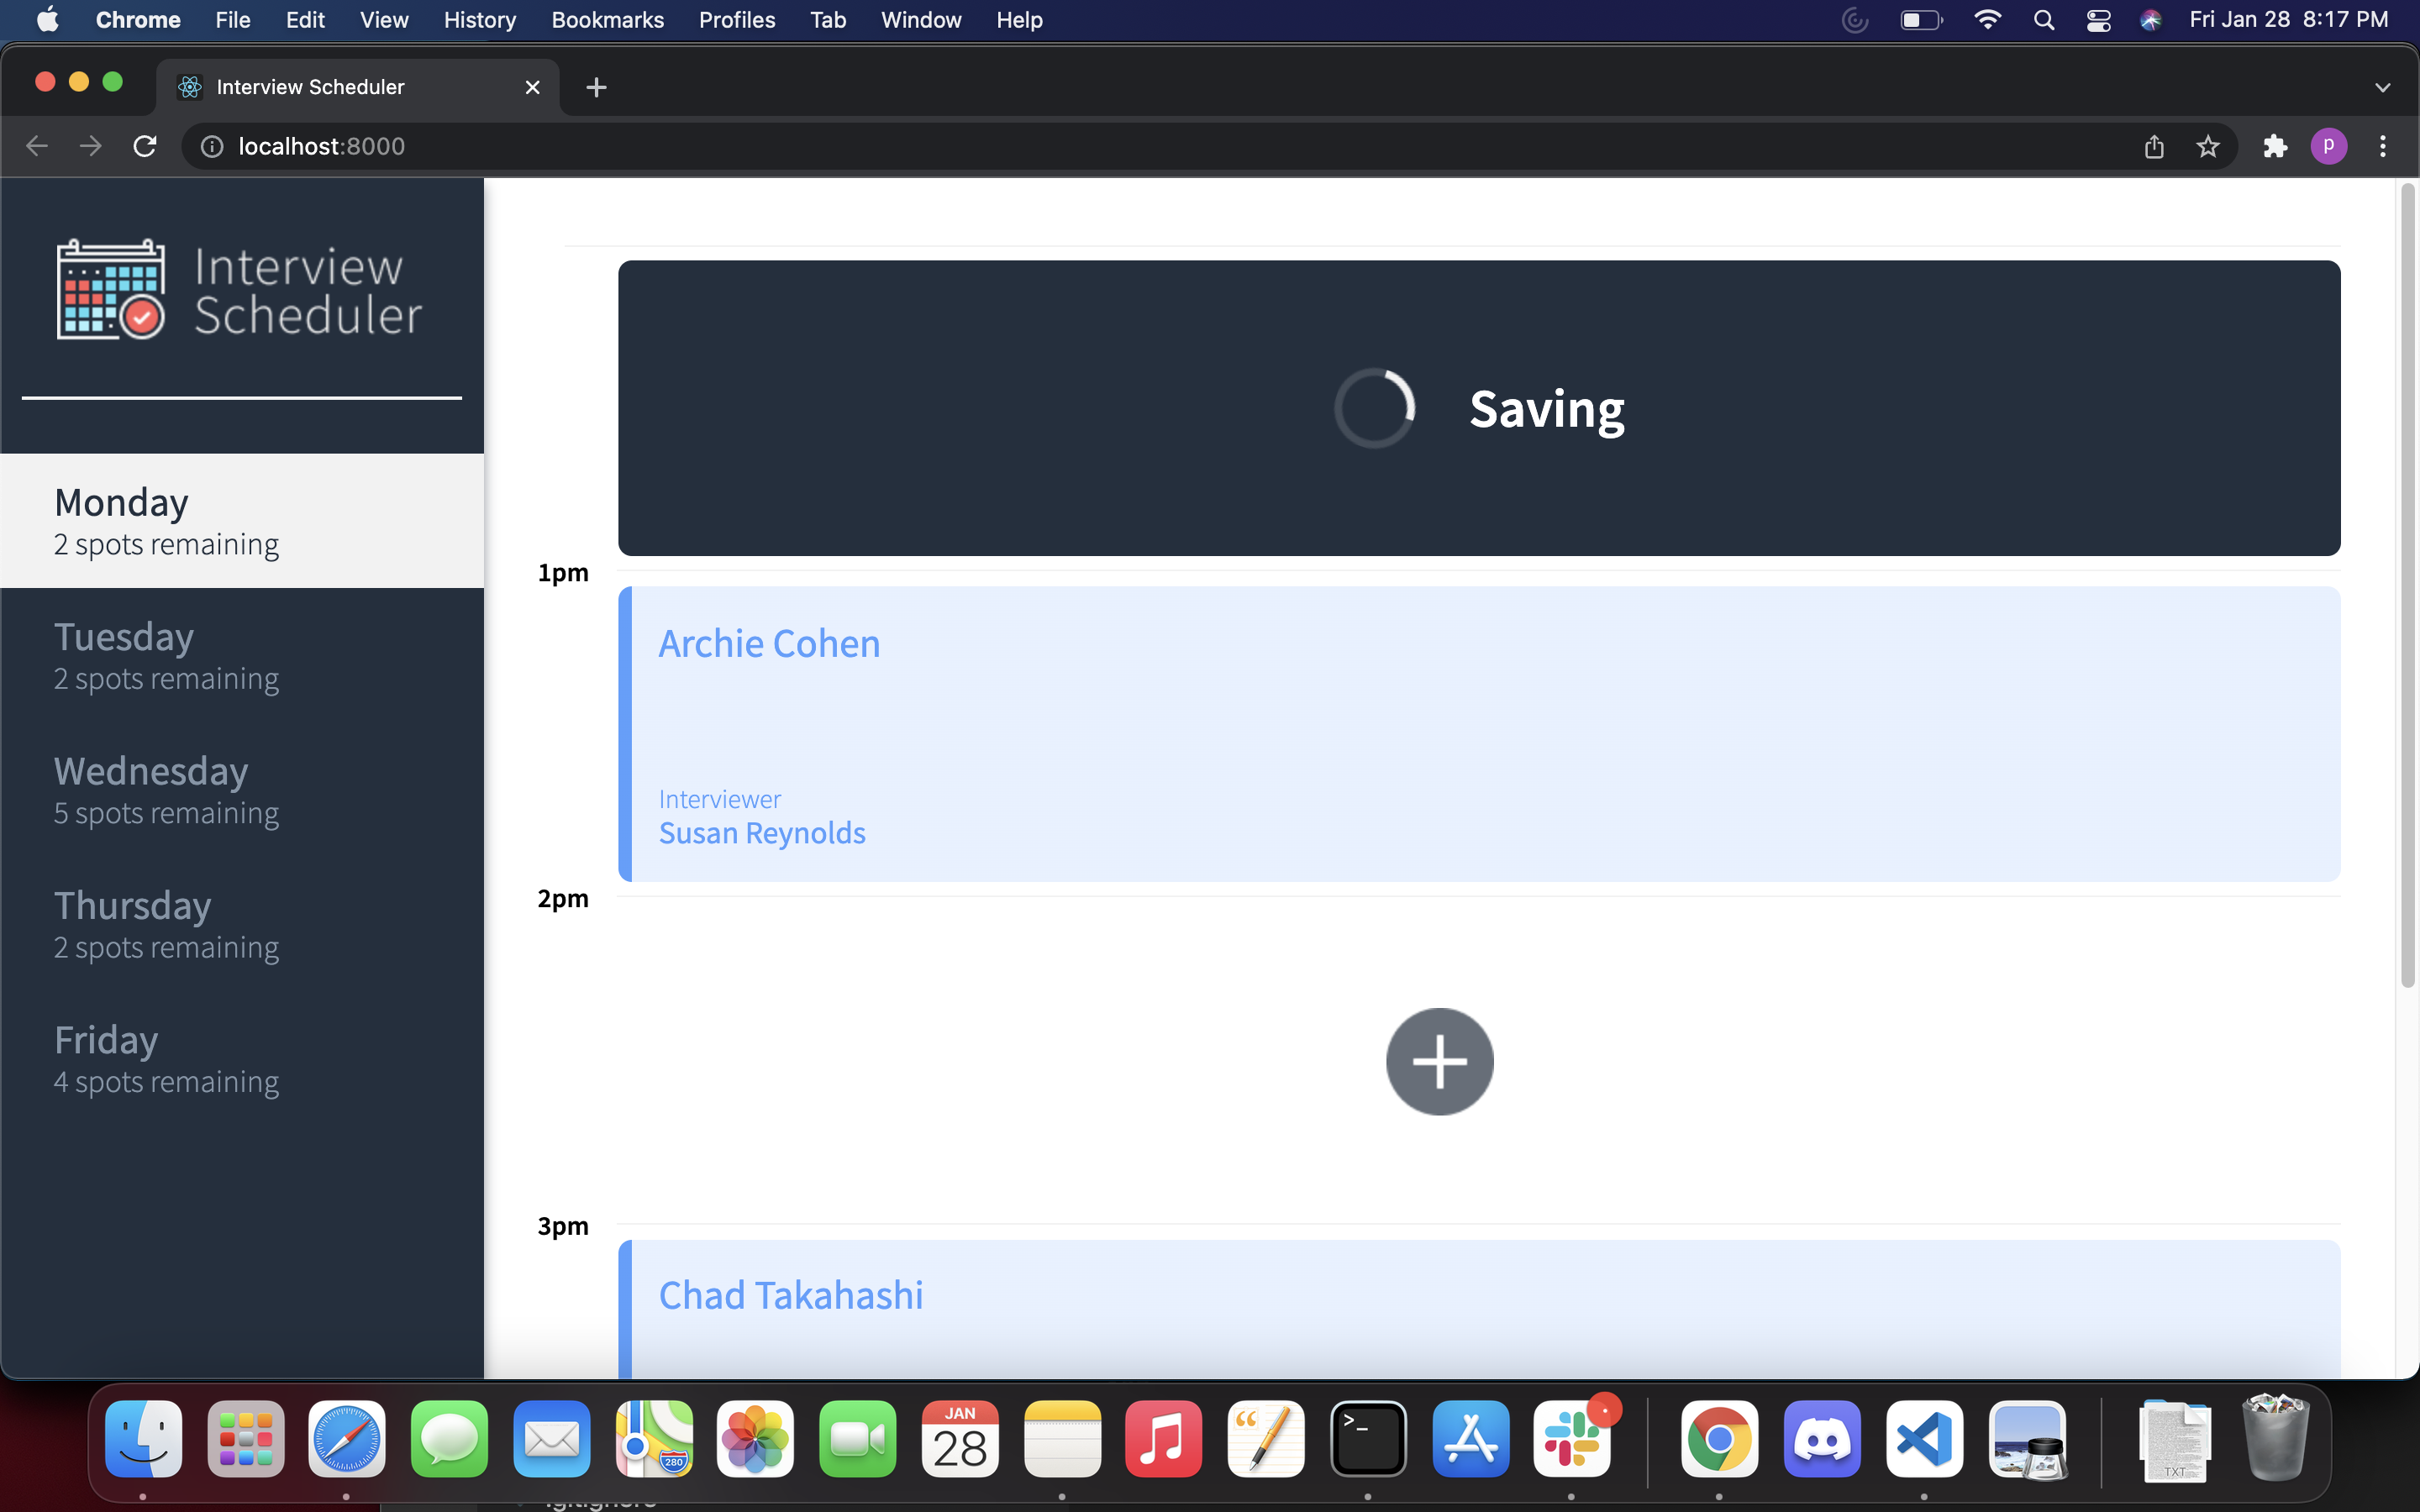 Chrome File Edit View History Bookmarks Profiles Tab Window Help Fri Jan 28 8:17 PM
Interview Scheduler
localhost:8000
p
Interview
Scheduler
Monday
2 spots remaining
Tuesday
2 spots remaining
Wednesday
5 spots remaining
Thursday
2 spots remaining
Friday
4 spots remaining
Saving
1pm
Archie Cohen
Interviewer
Susan Reynolds
2pm
3pm
Chad Takahashi
JAN
28
280
>_
TXT
.gitignore